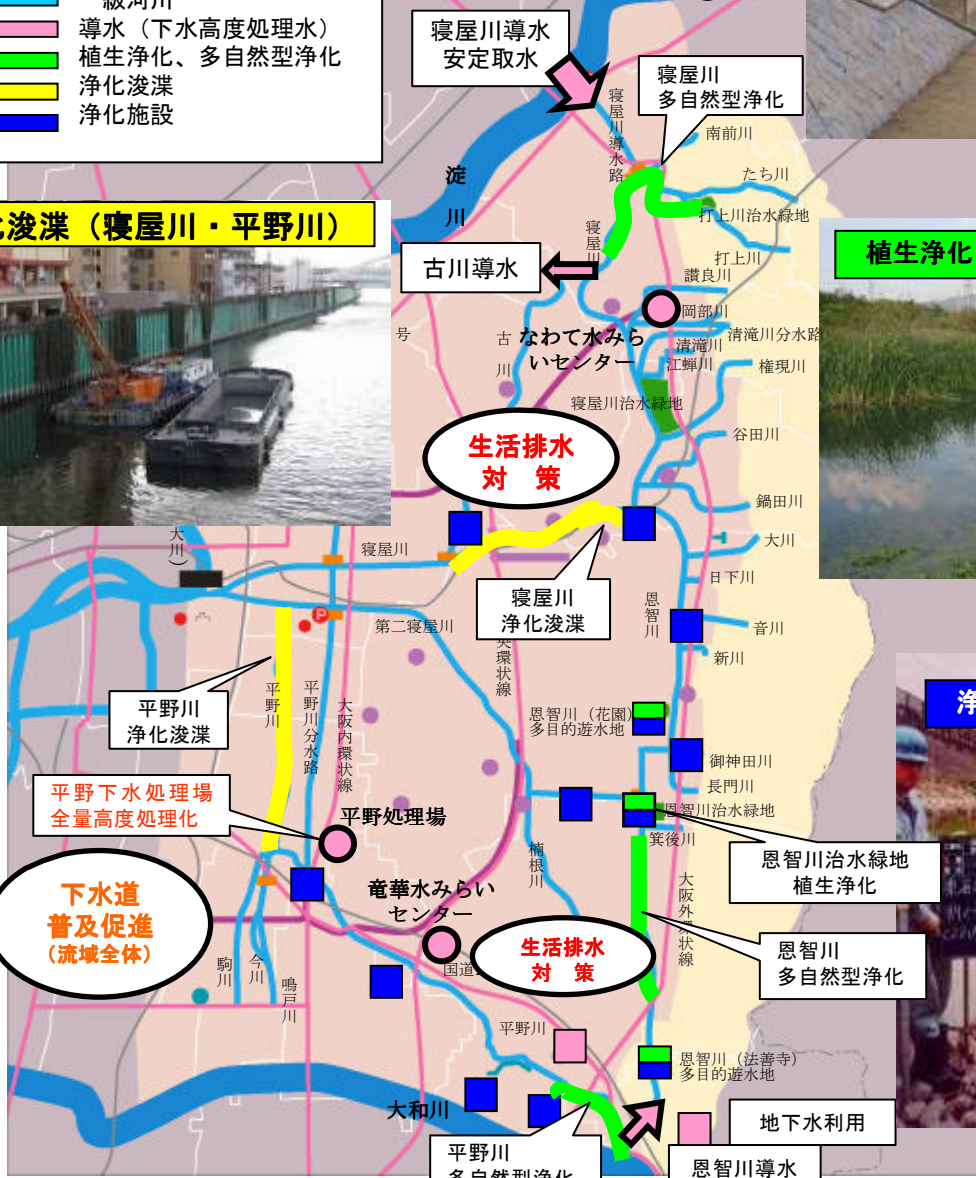 級河川
導水（下水高度処理水）
植生浄化、多自然型浄化
浄化浚渫
浄化施設
寝屋川導水
安定取水
寝屋川
多自然型浄化
寝屋川導水路
南前川
たち川
打上川治水緑地
淀川
寝屋川
打上川
讃良川
浚渫（寝屋川・平野川）
植生浄化
古川導水
岡部川
号
古川
なわて水みら
いセンター
清滝川分水路
清滝川
江蝉川
権現川
寝屋川治水緑地
谷田川
生活排水
対　策
鍋田川
大川）
寝屋川
大川
寝屋川
浄化浚渫
日下川
恩智川
音川
第二寝屋川
環状線
新川
平野川
浄化浚渫
平野川
平野川分水路
大阪内環状線
恩智川（花園）
多目的遊水地
浄
御神田川
長門川
平野下水処理場
全量高度処理化
平野処理場
恩智川治水緑地
箕後川
楠根川
恩智川治水緑地
植生浄化
下水道
普及促進
（流域全体）
竜華水みらい
センター
大阪外環状線
生活排水
対　策
恩智川
多自然型浄化
国道
駒川
今川
鳴戸川
平野川
恩智川（法善寺）
多目的遊水地
大和川
地下水利用
平野川
多自然型浄化
恩智川導水